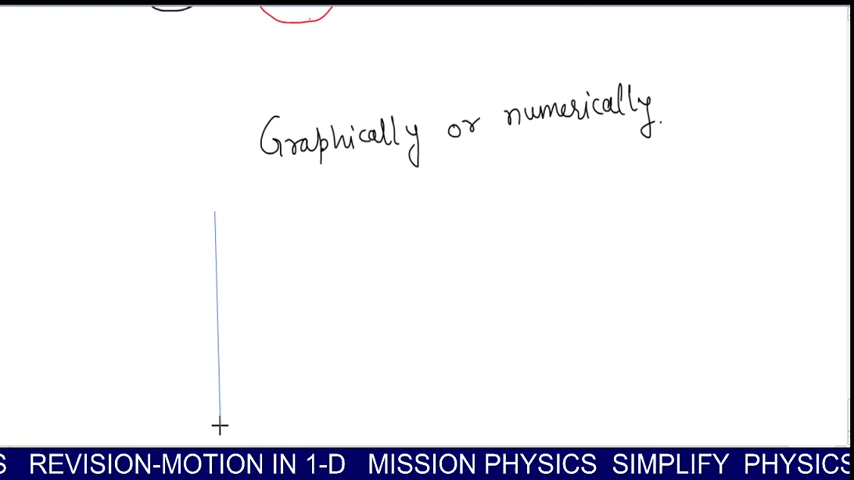 Graphically or numerically.
S REVISION-MOTION IN 1-D MISSION PHYSICS SIMPLIFY PHYSICS